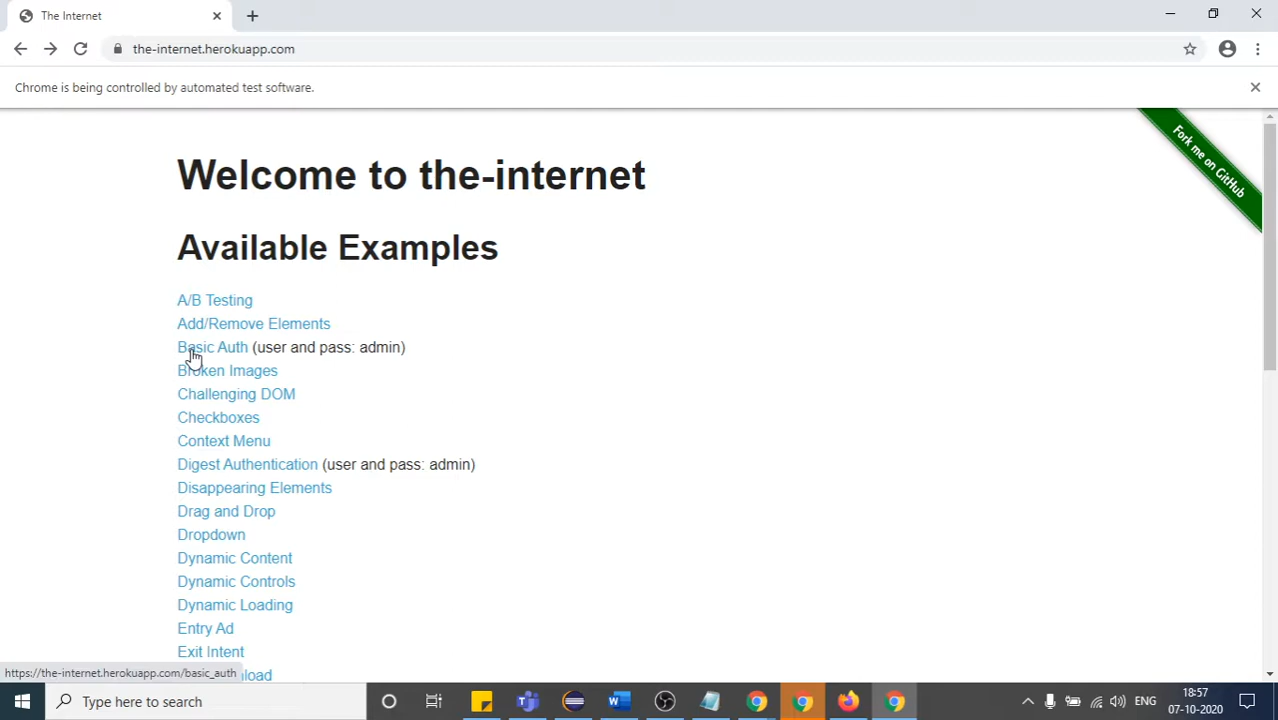 The Internet
the-internet.herokuapp.com
Chrome is being controlled by automated test software.
Fork me on GitHub
Welcome to the-internet
Available Examples
A/B Testing
Add/Remove Elements
Basic Auth (user and pass: admin)
Broken Images
Challenging DOM
Checkboxes
Context Menu
Digest Authentication (user and pass: admin)
Disappearing Elements
Drag and Drop
Dropdown
Dynamic Content
Dynamic Controls
Dynamic Loading
Entry Ad
Exit Intent
https://the-internet.herokuapp.com/basic_auth
Type here to search
ENG
18:57
07-10-2020